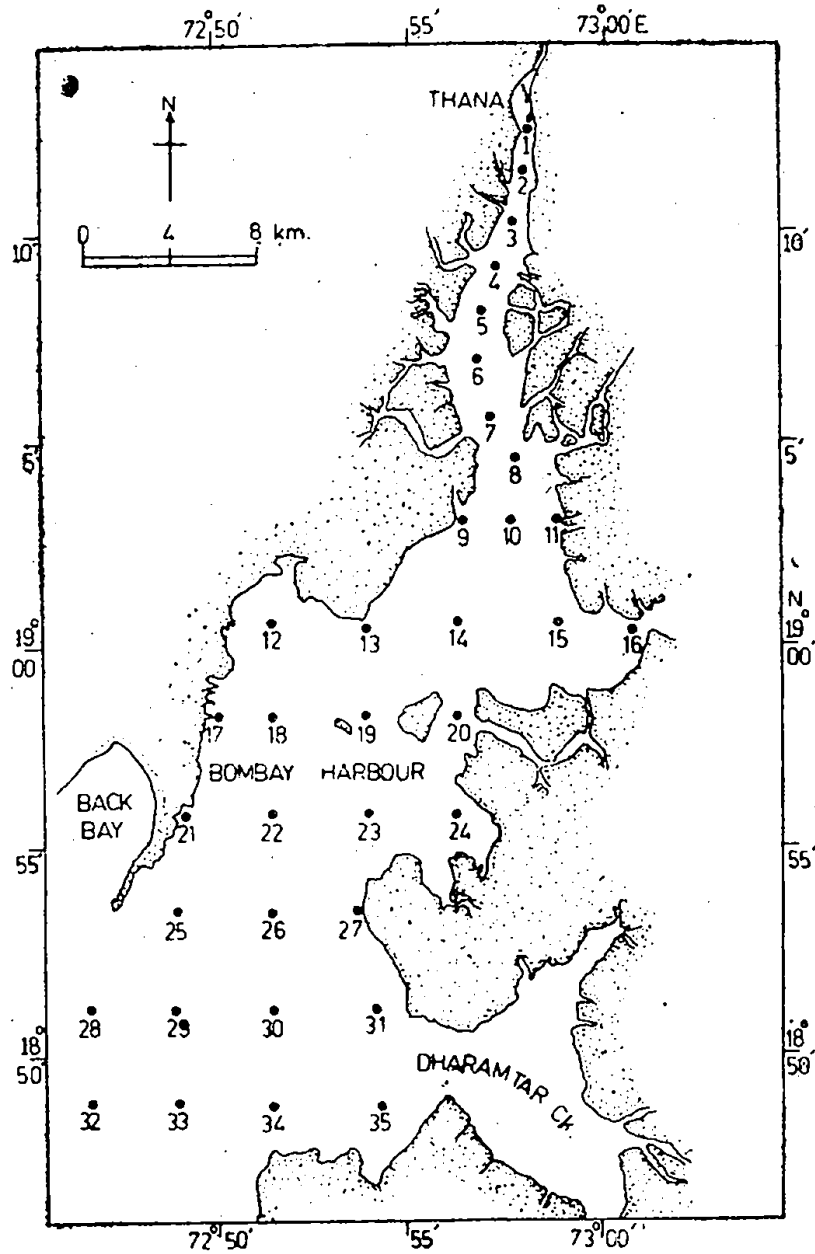 72°50′ 55′ 73°00′E
THANA
N
0 4 8 km.
1
2
3
10′ 10′
4
5
6
7
5′ 5′
8
9 10 11
N
12 13 14 15 16
19°00′ 19°00′
17 18 19 20
BOMBAY HARBOUR
BACK
BAY
21 22 23 24
55′ 55′
25 26 27
28 29 30 31
18°50′ 18°50′
DHARAMTAR Ck.
32 33 34 35
72°50′ 55′ 73°00′